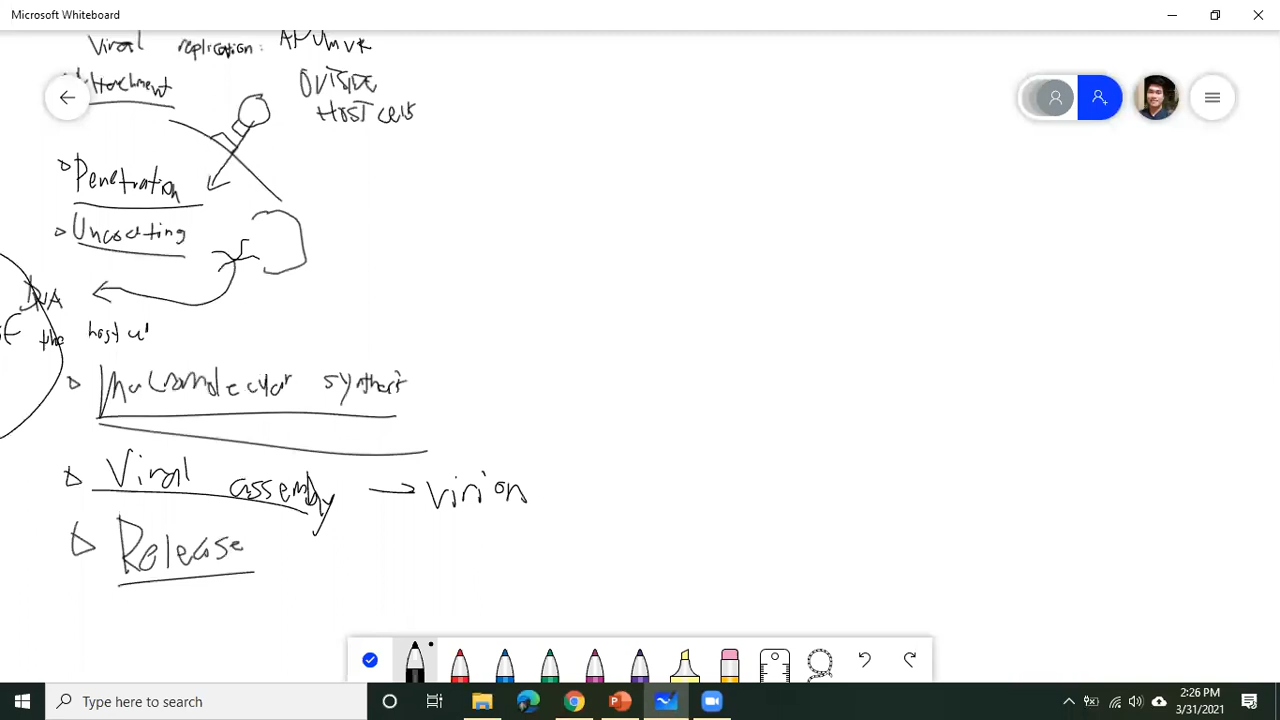 Microsoft Whiteboard
Viral replication: APUMVR
Attachment
OUTSIDE
HOST cells
Penetration
Uncoating
DNA
the host cell
Macromolecular synthesis
Viral assembly → virion
Release
Type here to search
2:26 PM
3/31/2021